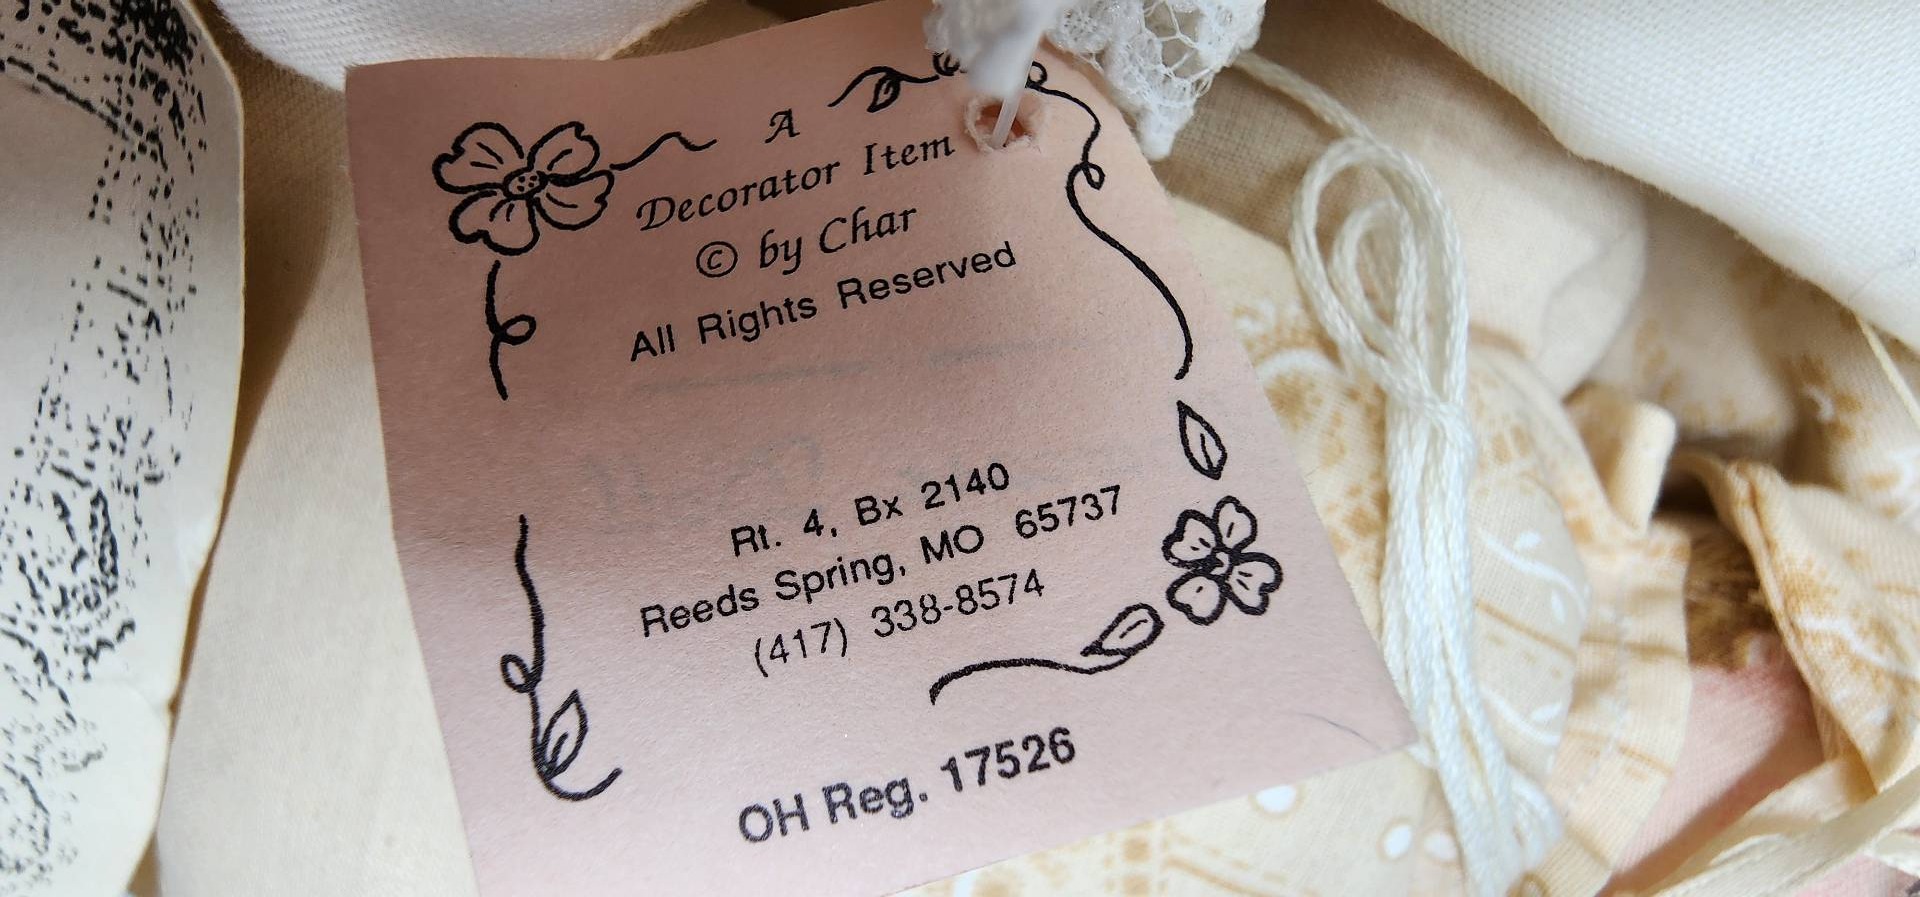 A
Decorator Item
© by Char
All Rights Reserved
Rt. 4, Bx 2140
Reeds Spring, MO 65737
(417) 338-8574
OH Reg. 17526